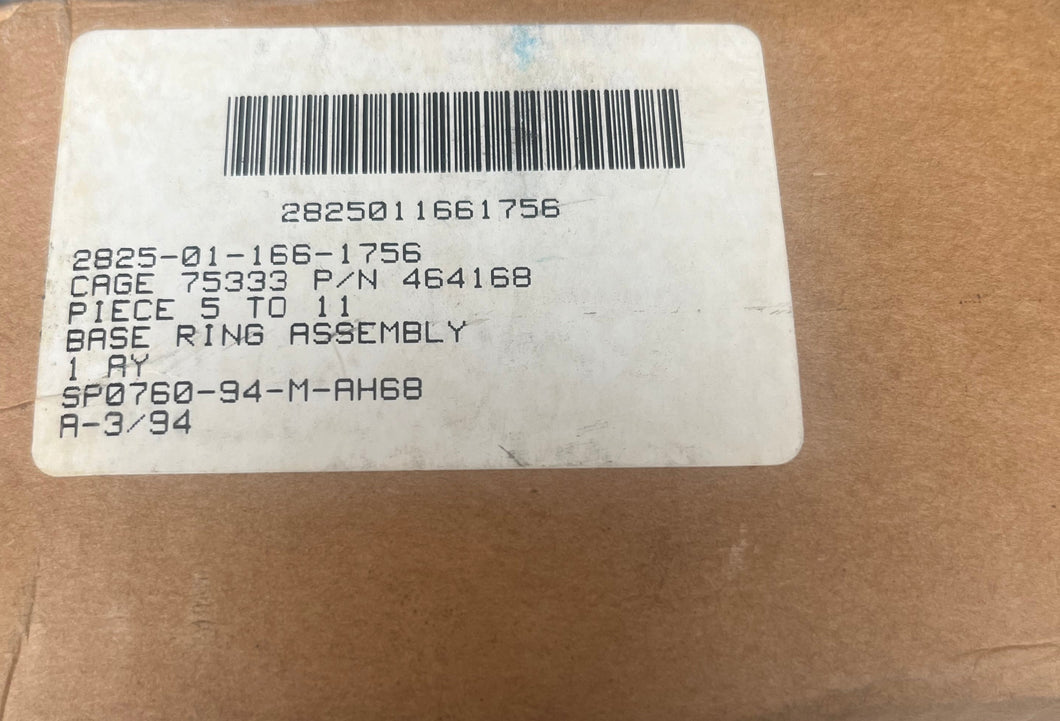 2825011661756
2825-01-166-1756
CAGE 75333 P/N 464168
PIECE 5 TO 11
BASE RING ASSEMBLY
1 AY
SP0760-94-M-AH68
A-3/94